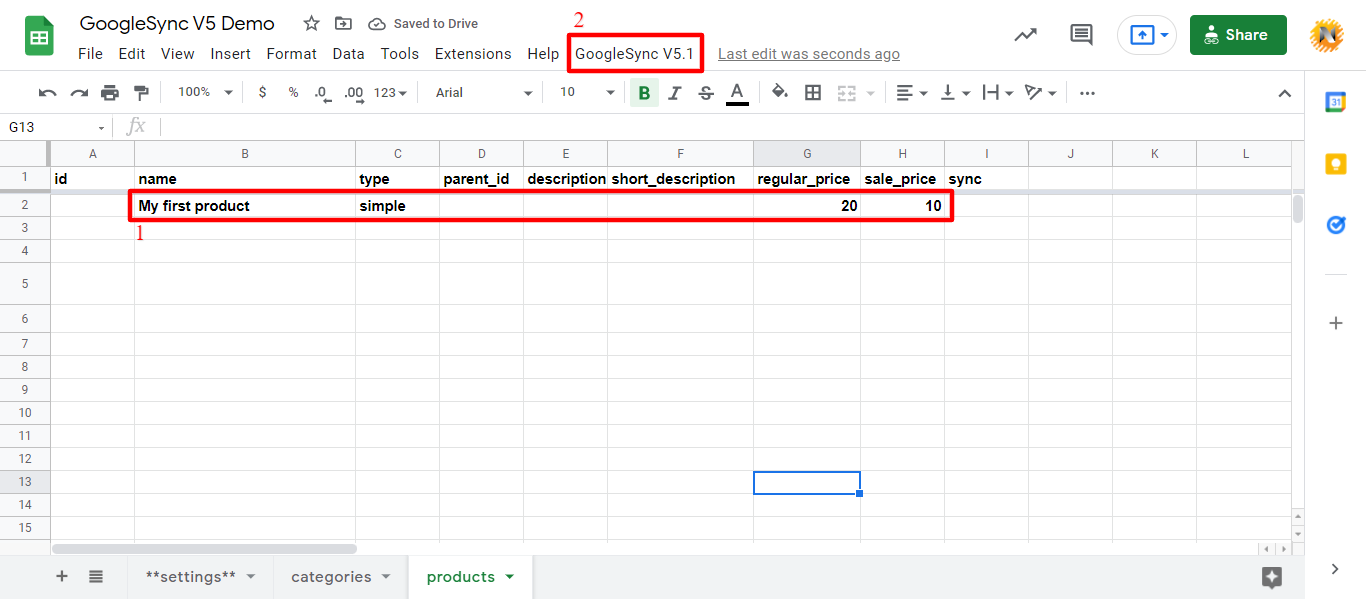 GoogleSync V5 Demo Saved to Drive 2
File Edit View Insert Format Data Tools Extensions Help GoogleSync V5.1 Last edit was seconds ago Share
100% $ % .0 .00 123 Arial 10 B I S A ... 31
G13 fx
A B C D E F G H I J K L
1 id name type parent_id description short_description regular_price sale_price sync
2 My first product simple 20 10
3 1
4
5
6
7
8
9
10
11
12
13
14
15
+ **settings** categories products